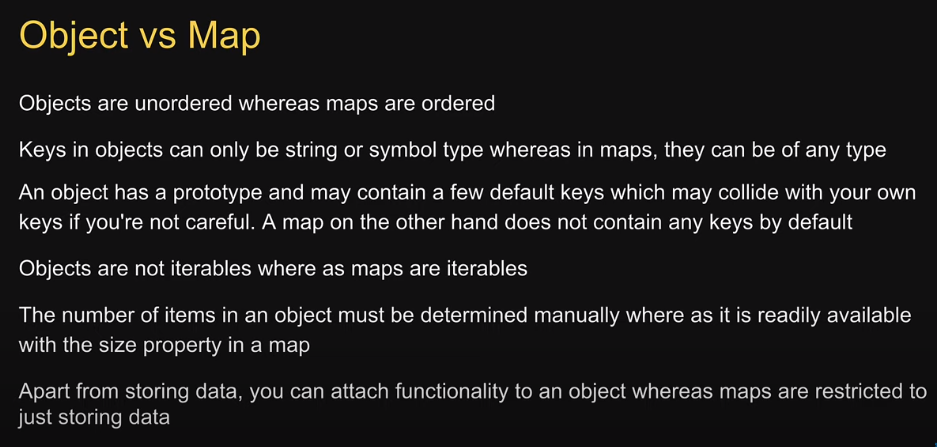 Object vs Map
Objects are unordered whereas maps are ordered
Keys in objects can only be string or symbol type whereas in maps, they can be of any type
An object has a prototype and may contain a few default keys which may collide with your own
keys if you're not careful. A map on the other hand does not contain any keys by default
Objects are not iterables where as maps are iterables
The number of items in an object must be determined manually where as it is readily available
with the size property in a map
Apart from storing data, you can attach functionality to an object whereas maps are restricted to
just storing data